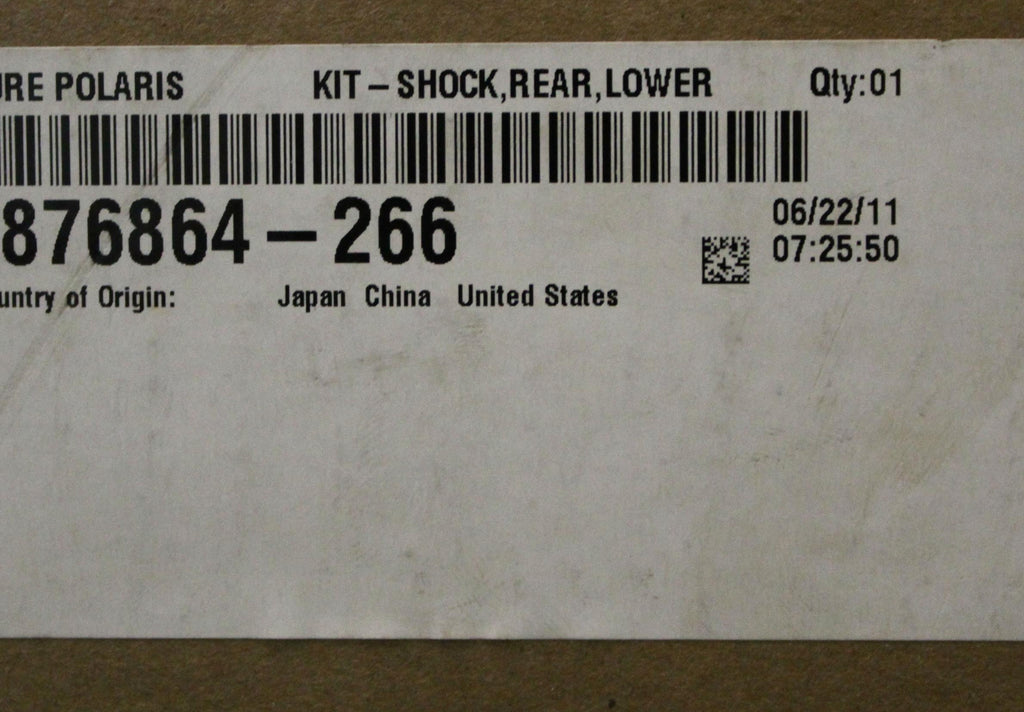 URE POLARIS KIT – SHOCK,REAR,LOWER Qty:01
876864 – 266 06/22/11
07:25:50
untry of Origin: Japan China United States